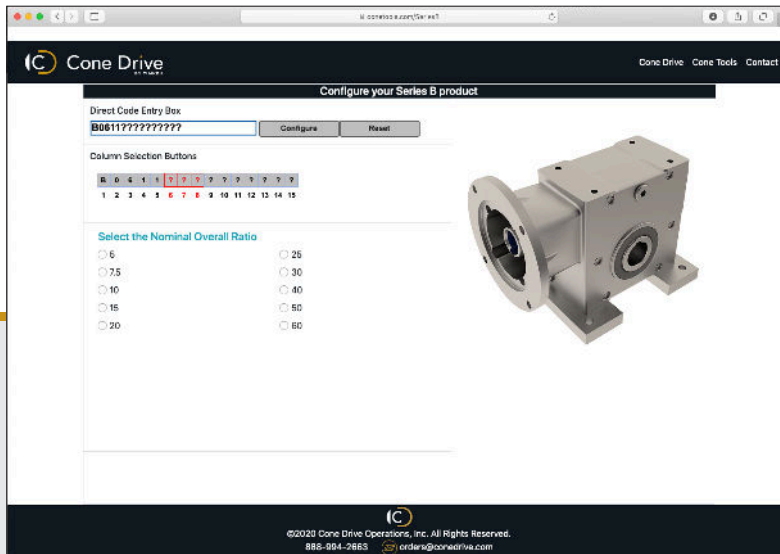 Cone Drive
Cone Drive Cone Tools Contact
Configure your Series B product
Direct Code Entry Box
B0611??????????
Configure Reset
Column Selection Buttons
B 0 6 1 1 ? ? ? ? ? ? ? ? ? ?
1 2 3 4 5 6 7 8 9 10 11 12 13 14 15
Select the Nominal Overall Ratio
5 25
7.5 30
10 40
15 50
20 60
©2020 Cone Drive Operations, Inc. All Rights Reserved.
888-994-2663 orders@conedrive.com